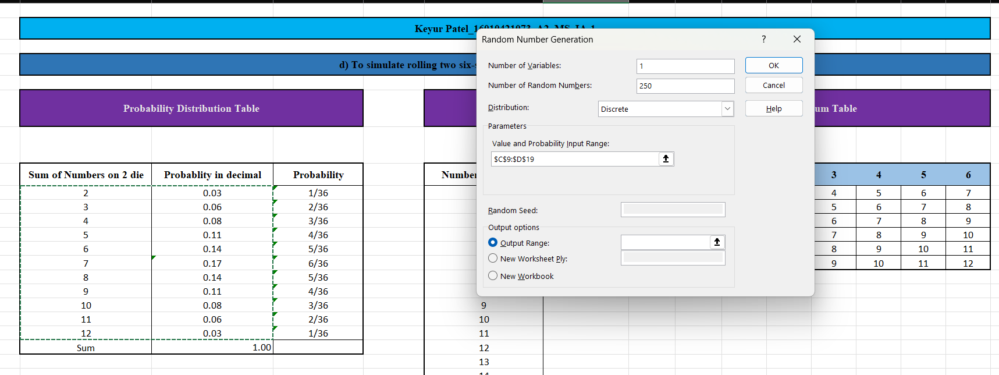 Keyur Patel_16010421073_A2_MS_IA-1
d) To simulate rolling two six-s
Probability Distribution Table
um Table
Random Number Generation
?
Number of Variables:
1
OK
Number of Random Numbers:
250
Cancel
Distribution:
Discrete
Help
Parameters
Value and Probability Input Range:
$C$9:$D$19
Random Seed:
Output options
Output Range:
New Worksheet Ply:
New Workbook
Sum of Numbers on 2 die Probablity in decimal Probability
2 0.03 1/36
3 0.06 2/36
4 0.08 3/36
5 0.11 4/36
6 0.14 5/36
7 0.17 6/36
8 0.14 5/36
9 0.11 4/36
10 0.08 3/36
11 0.06 2/36
12 0.03 1/36
Sum 1.00
Number
9
10
11
12
13
14
3 4 5 6
4 5 6 7
5 6 7 8
6 7 8 9
7 8 9 10
8 9 10 11
9 10 11 12